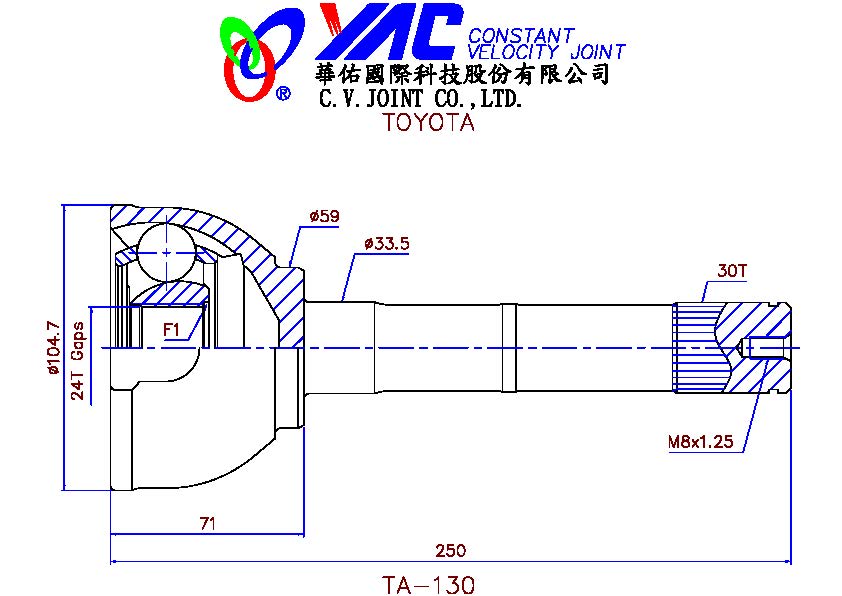 YAC CONSTANT
VELOCITY JOINT
華佑國際科技股份有限公司
®
C.V.JOINT CO.,LTD.
TOYOTA
ø59
ø33.5
30T
F1
ø104.7
24T Gaps
M8x1.25
71
250
TA-130